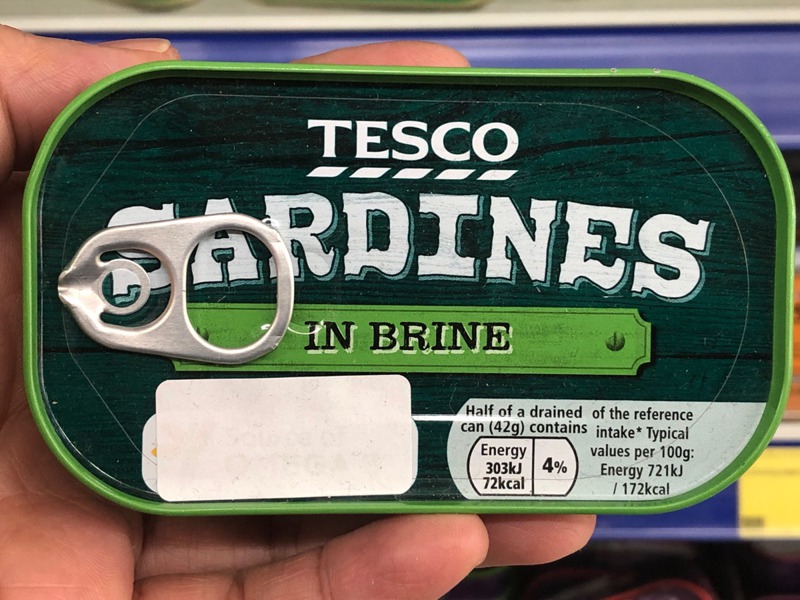 TESCO
SARDINES
IN BRINE
Half of a drained
can (42g) contains
Energy
303kJ
72kcal
4%
of the reference
intake* Typical
values per 100g:
Energy 721kJ
/ 172kcal